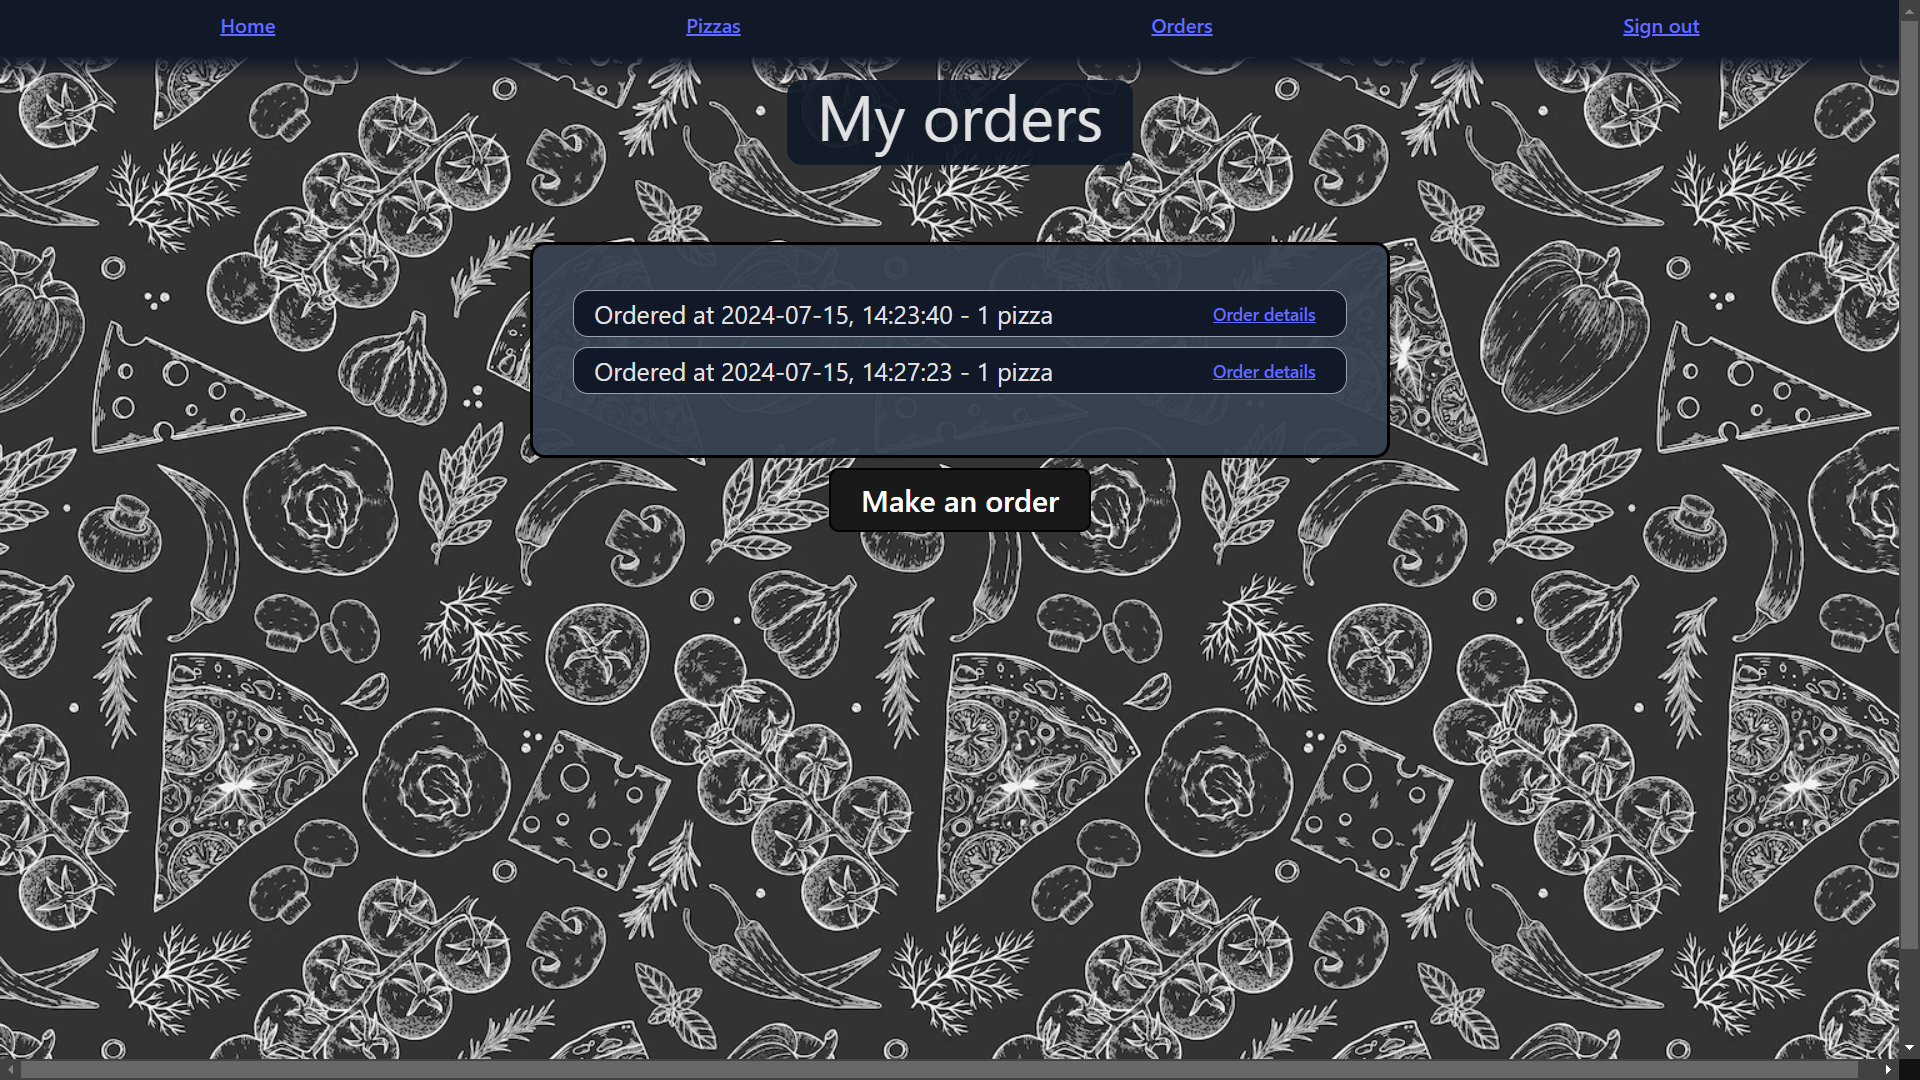 Home Pizzas Orders Sign out
My orders
Ordered at 2024-07-15, 14:23:40 - 1 pizza Order details
Ordered at 2024-07-15, 14:27:23 - 1 pizza Order details
Make an order